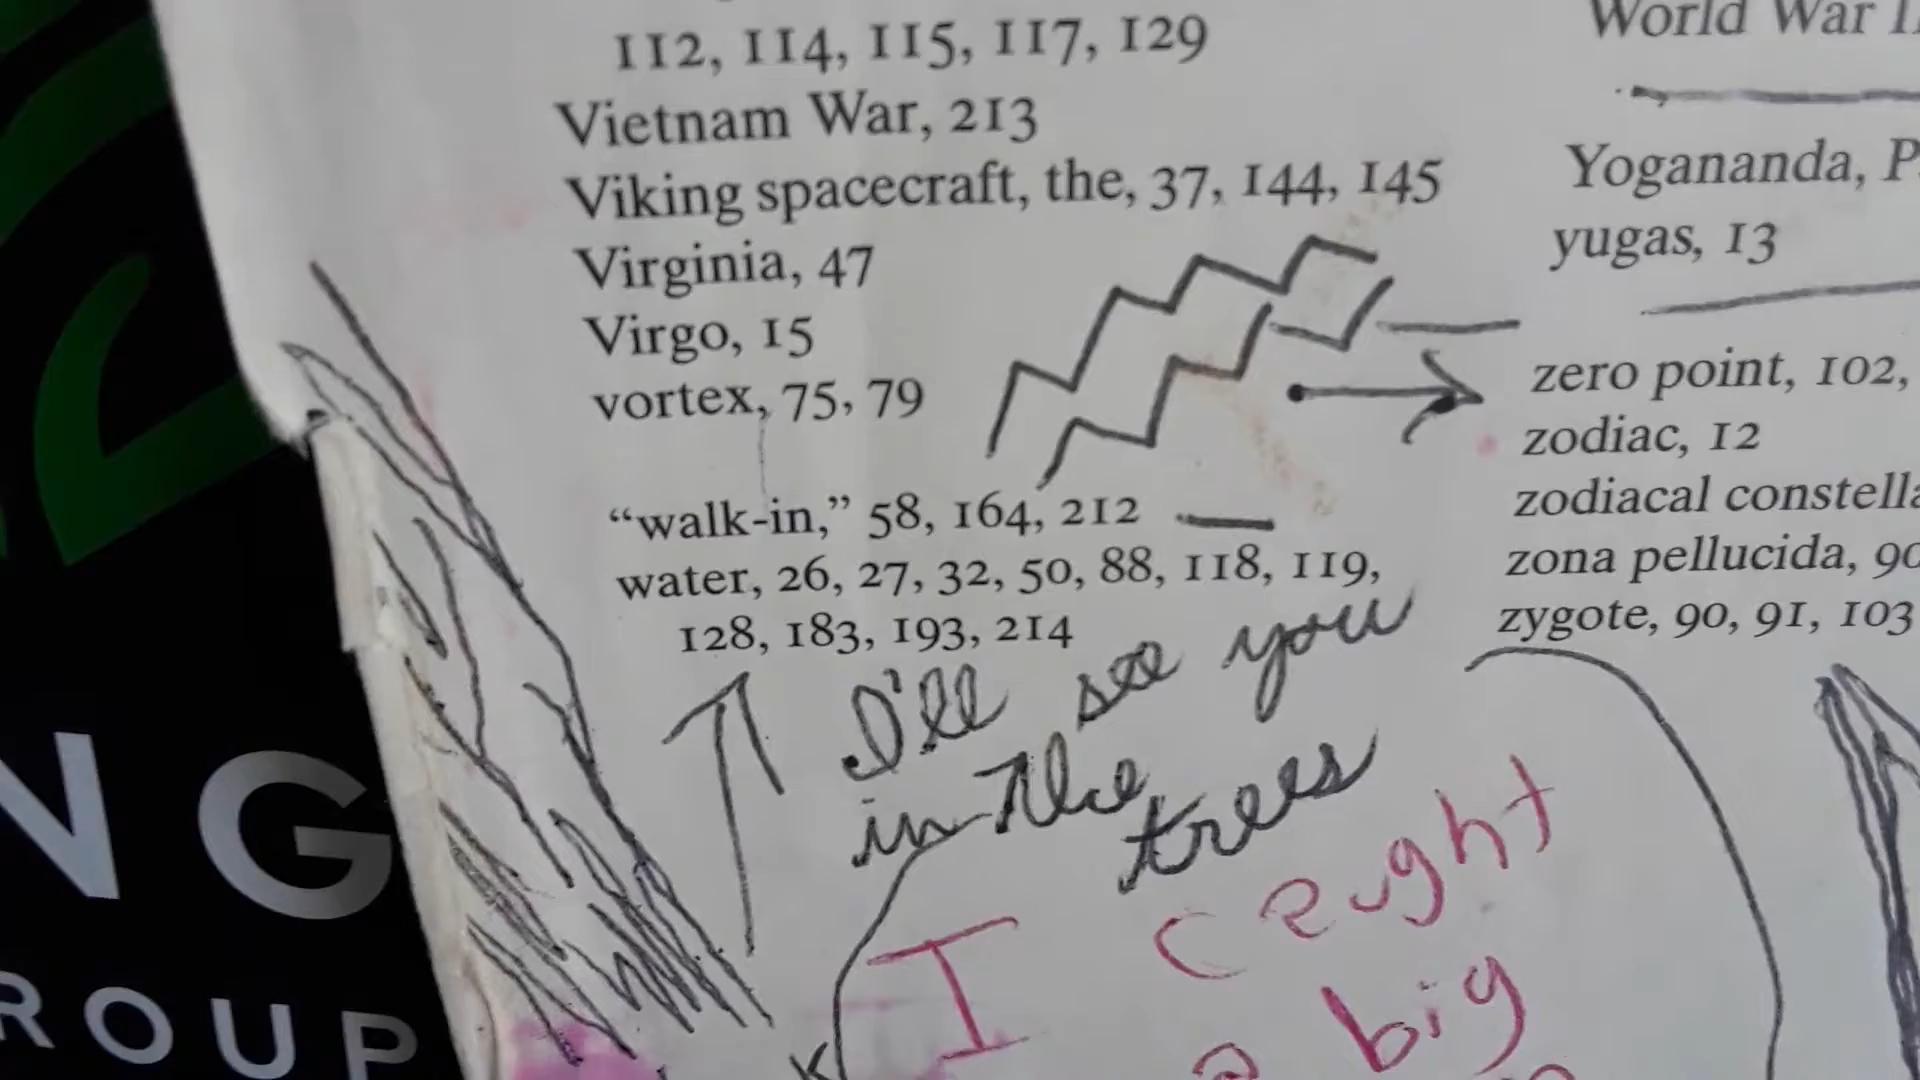 112, 114, 115, 117, 129
Vietnam War, 213
Viking spacecraft, the, 37, 144, 145
Virginia, 47
Virgo, 15
vortex, 75, 79
“walk-in,” 58, 164, 212
water, 26, 27, 32, 50, 88, 118, 119,
128, 183, 193, 214
World War
Yogananda, P
yugas, 13
zero point, 102,
zodiac, 12
zodiacal constella
zona pellucida, 90
zygote, 90, 91, 103
I'll see you
in the
trees
I caught
a big
NG
ROUP